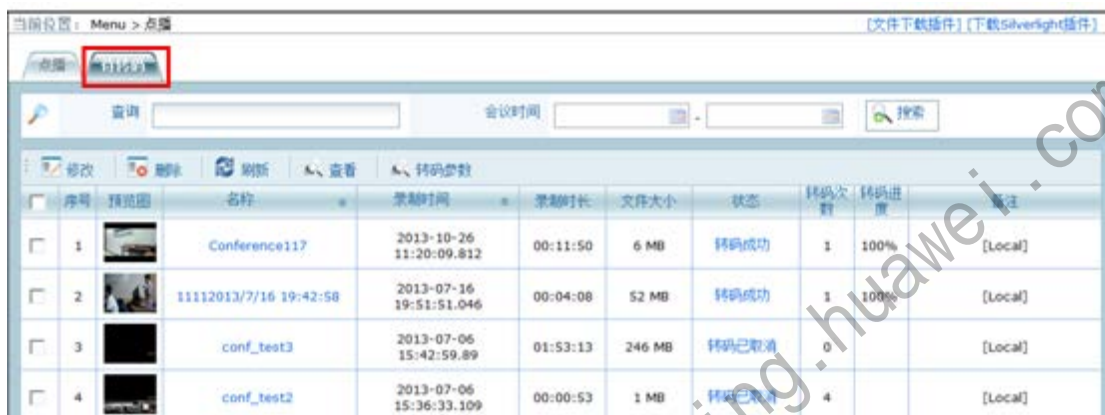 当前位置: Menu > 点播 [文件下载插件] [下载Silverlight插件]
点播
查询 会议时间 - 搜索
修改 删除 刷新 查看 转码参数
序号 预览图 名称 录制时间 录制时长 文件大小 状态 转码次数 转码进度 备注
1 Conference117 2013-10-26 11:20:09.812 00:11:50 6 MB 转码成功 1 100% [Local]
2 11112013/7/16 19:42:58 2013-07-16 19:51:51.046 00:04:08 52 MB 转码成功 1 100% [Local]
3 conf_test3 2013-07-06 15:42:59.89 01:53:13 246 MB 转码已取消 0 [Local]
4 conf_test2 2013-07-06 15:36:33.109 00:00:53 1 MB 转码已取消 4 [Local]
ing.huawei.com